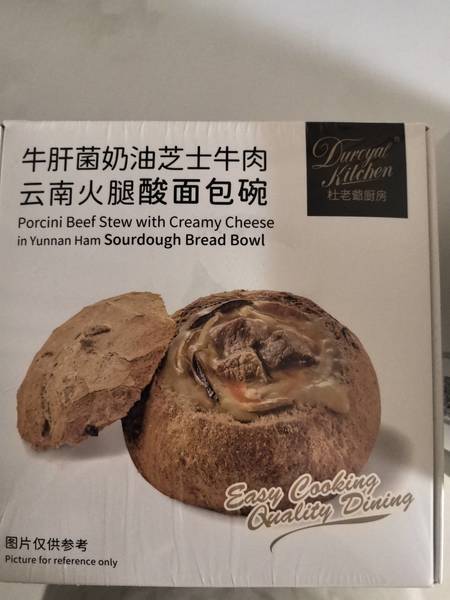 牛肝菌奶油芝士牛肉
云南火腿酸面包碗
Porcini Beef Stew with Creamy Cheese
in Yunnan Ham Sourdough Bread Bowl
Duroyal
Kitchen
杜老爺厨房
Easy Cooking
Quality Dining
图片仅供参考
Picture for reference only